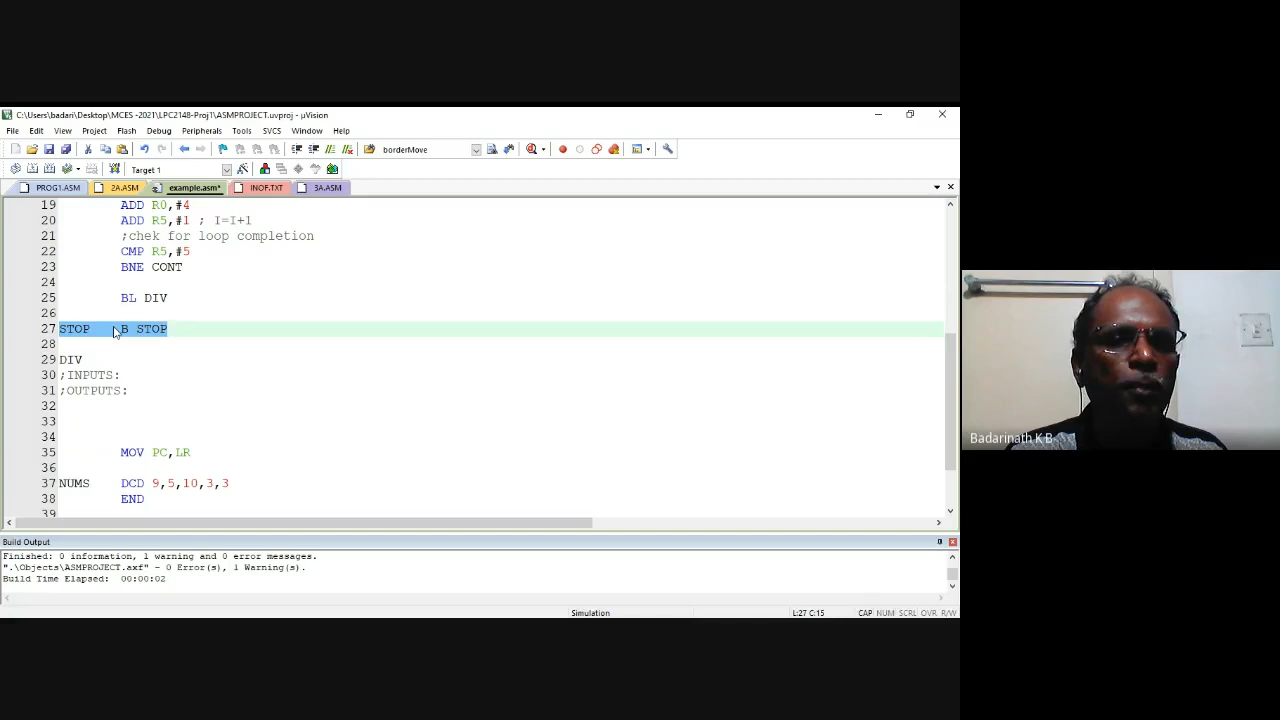 C:\Users\badari\Desktop\MCES -2021\LPC2148-Proj1\ASMPROJECT.uvproj - µVision
File Edit View Project Flash Debug Peripherals Tools SVCS Window Help
borderMove
Target 1
PROG1.ASM 2A.ASM example.asm* INOF.TXT 3A.ASM
19 ADD R0,#4
20 ADD R5,#1 ; I=I+1
21 ;chek for loop completion
22 CMP R5,#5
23 BNE CONT
24
25 BL DIV
26
27 STOP B STOP
28
29 DIV
30 ;INPUTS:
31 ;OUTPUTS:
32
33
34
35 MOV PC,LR
36
37 NUMS DCD 9,5,10,3,3
38 END
39
Build Output
Finished: 0 information, 1 warning and 0 error messages.
".\Objects\ASMPROJECT.axf" - 0 Error(s), 1 Warning(s).
Build Time Elapsed: 00:00:02
Simulation L:27 C:15 CAP NUM SCRL OVR R/W
Badarinath K B